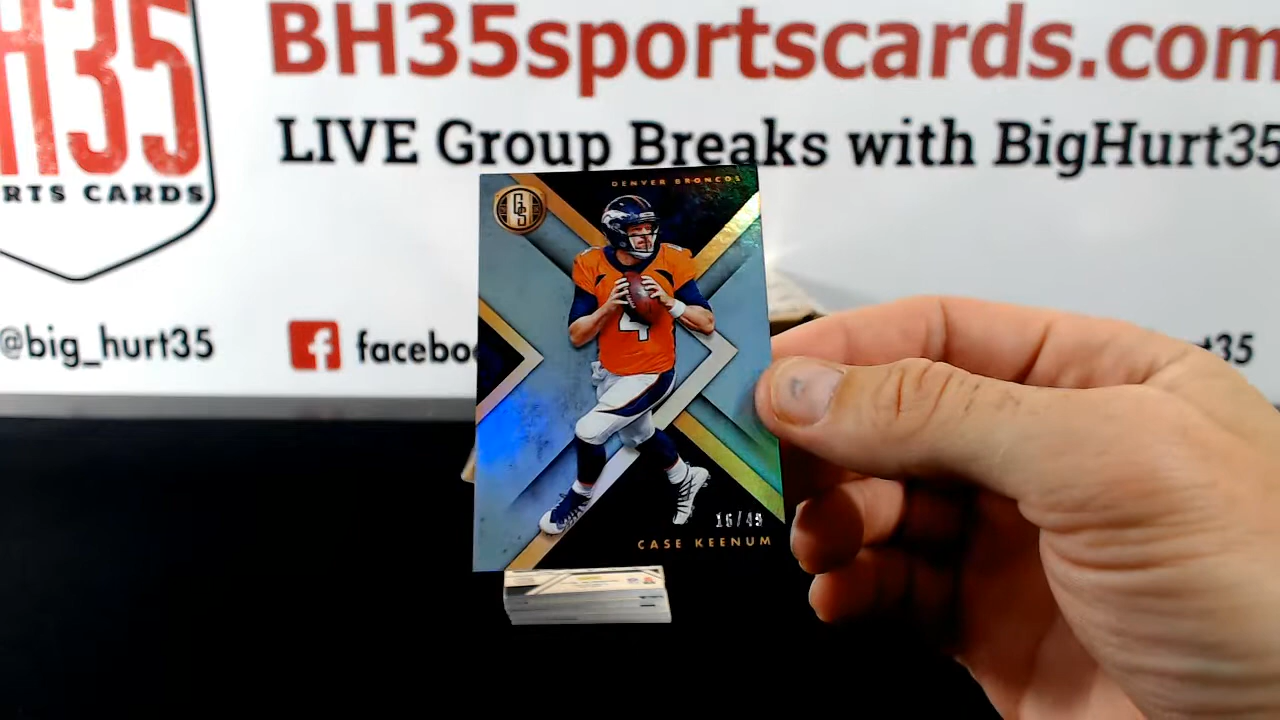 H35
RTS CARDS
BH35sportscards.com
LIVE Group Breaks with BigHurt35
@big_hurt35
f
faceboo
35
DENVER BRONCOS
GS
4
16/49
CASE KEENUM